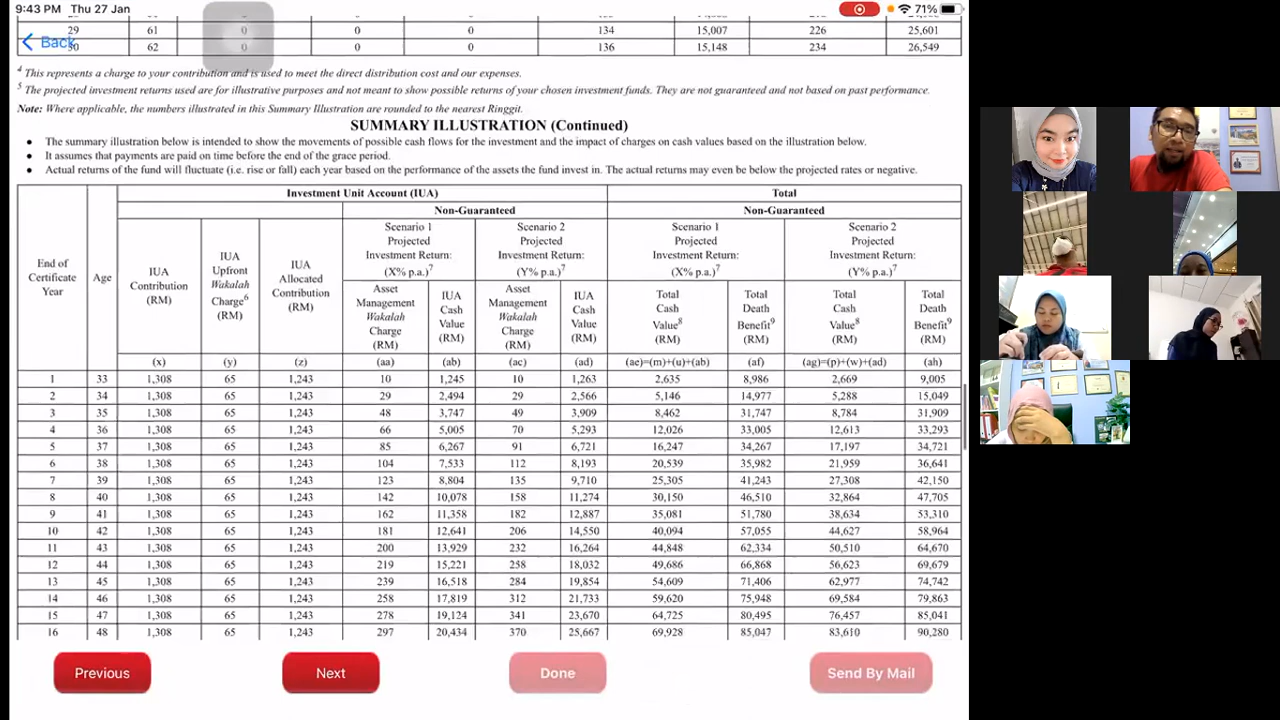 9:43 PM Thu 27 Jan
71%
Back
29 61 0 0 0 134 15,007 226 25,601
30 62 0 0 0 136 15,148 234 26,549
4 This represents a charge to your contribution and is used to meet the direct distribution cost and our expenses.
5 The projected investment returns used are for illustrative purposes and not meant to show possible returns of your chosen investment funds. They are not guaranteed and not based on past performance.
Note: Where applicable, the numbers illustrated in this Summary Illustration are rounded to the nearest Ringgit.
SUMMARY ILLUSTRATION (Continued)
• The summary illustration below is intended to show the movements of possible cash flows for the investment and the impact of charges on cash values based on the illustration below.
• It assumes that payments are paid on time before the end of the grace period.
• Actual returns of the fund will fluctuate (i.e. rise or fall) each year based on the performance of the assets the fund invest in. The actual returns may even be below the projected rates or negative.
Investment Unit Account (IUA) Total
Non-Guaranteed Non-Guaranteed
End of
Certificate
Year
Age
IUA
Contribution
(RM)
IUA
Upfront
Wakalah
Charge6
(RM)
IUA
Allocated
Contribution
(RM)
Scenario 1
Projected
Investment Return:
(X% p.a.)7
Scenario 2
Projected
Investment Return:
(Y% p.a.)7
Scenario 1
Projected
Investment Return:
(X% p.a.)7
Scenario 2
Projected
Investment Return:
(Y% p.a.)7
Asset
Management
Wakalah
Charge
(RM)
IUA
Cash
Value
(RM)
Asset
Management
Wakalah
Charge
(RM)
IUA
Cash
Value
(RM)
Total
Cash
Value8
(RM)
Total
Death
Benefit9
(RM)
Total
Cash
Value8
(RM)
Total
Death
Benefit9
(RM)
(x) (y) (z) (aa) (ab) (ac) (ad) (ae)=(m)+(u)+(ab) (af) (ag)=(p)+(w)+(ad) (ah)
1 33 1,308 65 1,243 10 1,245 10 1,263 2,635 8,986 2,669 9,005
2 34 1,308 65 1,243 29 2,494 29 2,566 5,146 14,977 5,288 15,049
3 35 1,308 65 1,243 48 3,747 49 3,909 8,462 31,747 8,784 31,909
4 36 1,308 65 1,243 66 5,005 70 5,293 12,026 33,005 12,613 33,293
5 37 1,308 65 1,243 85 6,267 91 6,721 16,247 34,267 17,197 34,721
6 38 1,308 65 1,243 104 7,533 112 8,193 20,539 35,982 21,959 36,641
7 39 1,308 65 1,243 123 8,804 135 9,710 25,305 41,243 27,308 42,150
8 40 1,308 65 1,243 142 10,078 158 11,274 30,150 46,510 32,864 47,705
9 41 1,308 65 1,243 162 11,358 182 12,887 35,081 51,780 38,634 53,310
10 42 1,308 65 1,243 181 12,641 206 14,550 40,094 57,055 44,627 58,964
11 43 1,308 65 1,243 200 13,929 232 16,264 44,848 62,334 50,510 64,670
12 44 1,308 65 1,243 219 15,221 258 18,032 49,686 66,868 56,623 69,679
13 45 1,308 65 1,243 239 16,518 284 19,854 54,609 71,406 62,977 74,742
14 46 1,308 65 1,243 258 17,819 312 21,733 59,620 75,948 69,584 79,863
15 47 1,308 65 1,243 278 19,124 341 23,670 64,725 80,495 76,457 85,041
16 48 1,308 65 1,243 297 20,434 370 25,667 69,928 85,047 83,610 90,280
Previous
Next
Done
Send By Mail